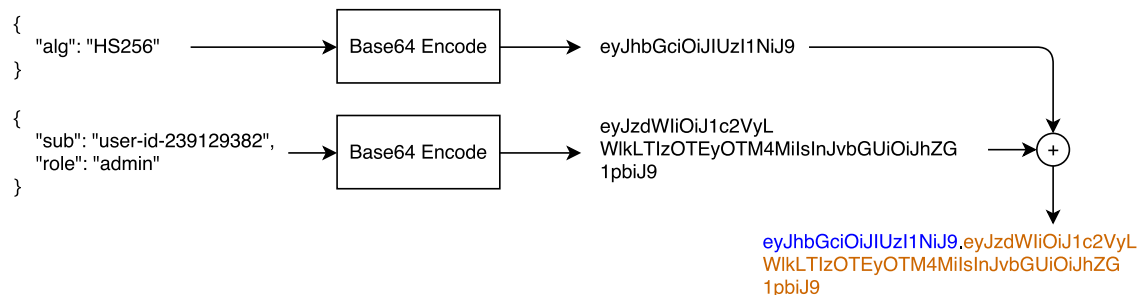 {
"alg": "HS256"
}
Base64 Encode
eyJhbGciOiJIUzI1NiJ9
{
"sub": "user-id-239129382",
"role": "admin"
}
Base64 Encode
eyJzdWIiOiJ1c2VyL
WlkLTIzOTEyOTM4MiIsInJvbGUiOiJhZG
1pbiJ9
+
eyJhbGciOiJIUzI1NiJ9.eyJzdWIiOiJ1c2VyL
WlkLTIzOTEyOTM4MiIsInJvbGUiOiJhZG
1pbiJ9